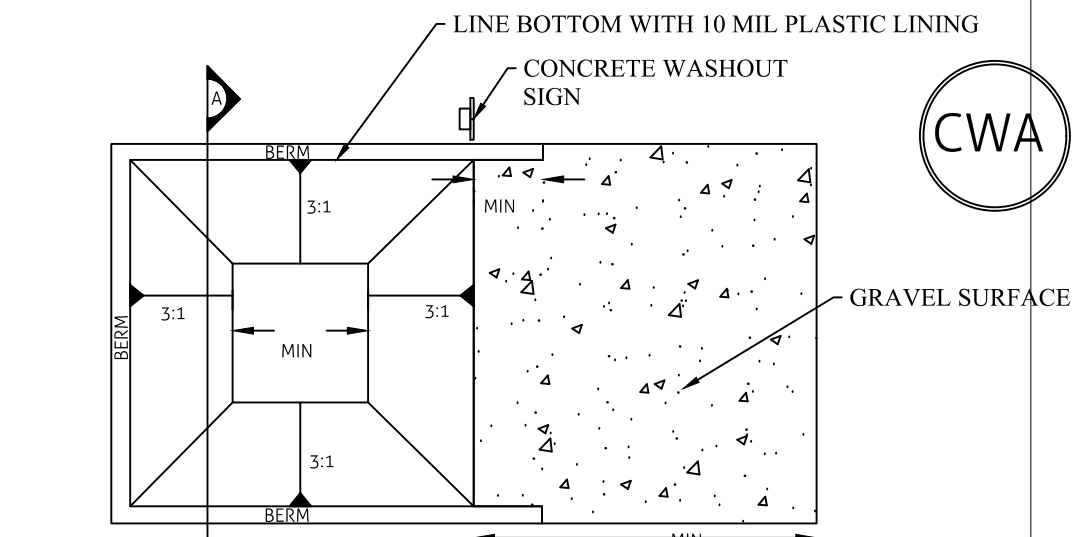 LINE BOTTOM WITH 10 MIL PLASTIC LINING
CONCRETE WASHOUT
SIGN
A
CWA
BERM
3:1
MIN
3:1
3:1
GRAVEL SURFACE
BERM
MIN
3:1
BERM
MIN